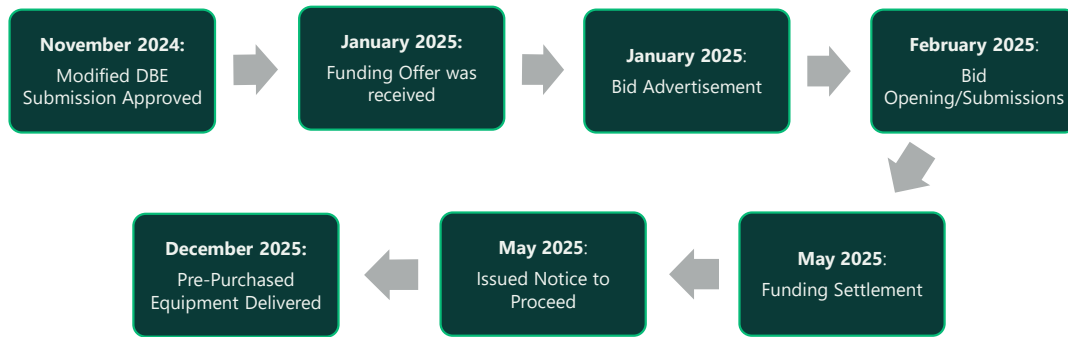 November 2024:
Modified DBE
Submission Approved
January 2025:
Funding Offer was
received
January 2025:
Bid Advertisement
February 2025:
Bid
Opening/Submissions
May 2025:
Funding Settlement
May 2025:
Issued Notice to
Proceed
December 2025:
Pre-Purchased
Equipment Delivered